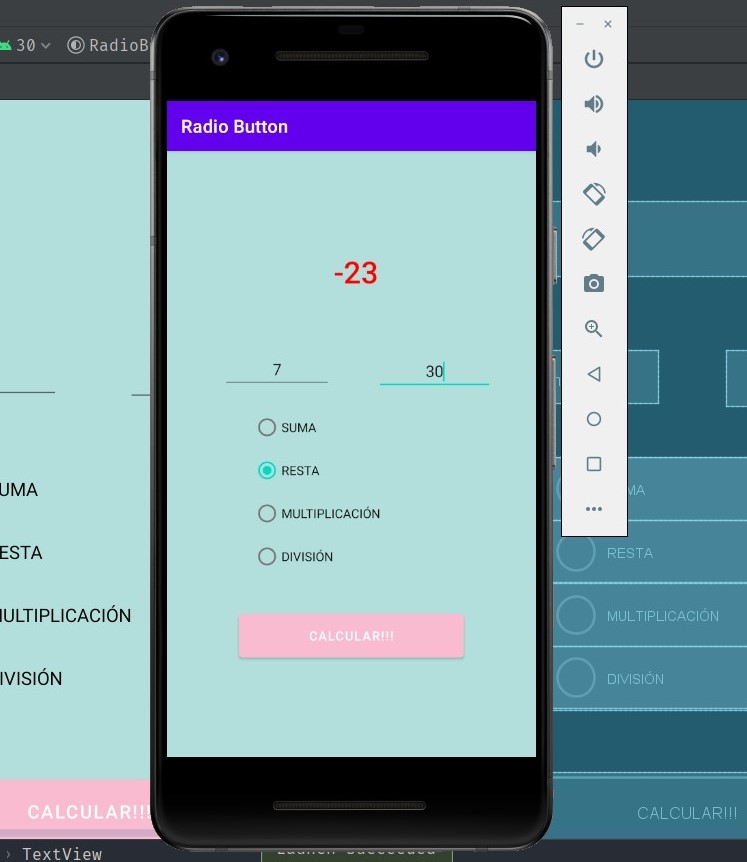 30 RadioB
Radio Button
-23
7 30
SUMA
RESTA
MULTIPLICACIÓN
DIVISIÓN
CALCULAR!!!
UMA
ESTA
ULTIPLICACIÓN
IVISIÓN
CALCULAR!!!
MA
RESTA
MULTIPLICACIÓN
DIVISIÓN
CALCULAR!!!
TextView